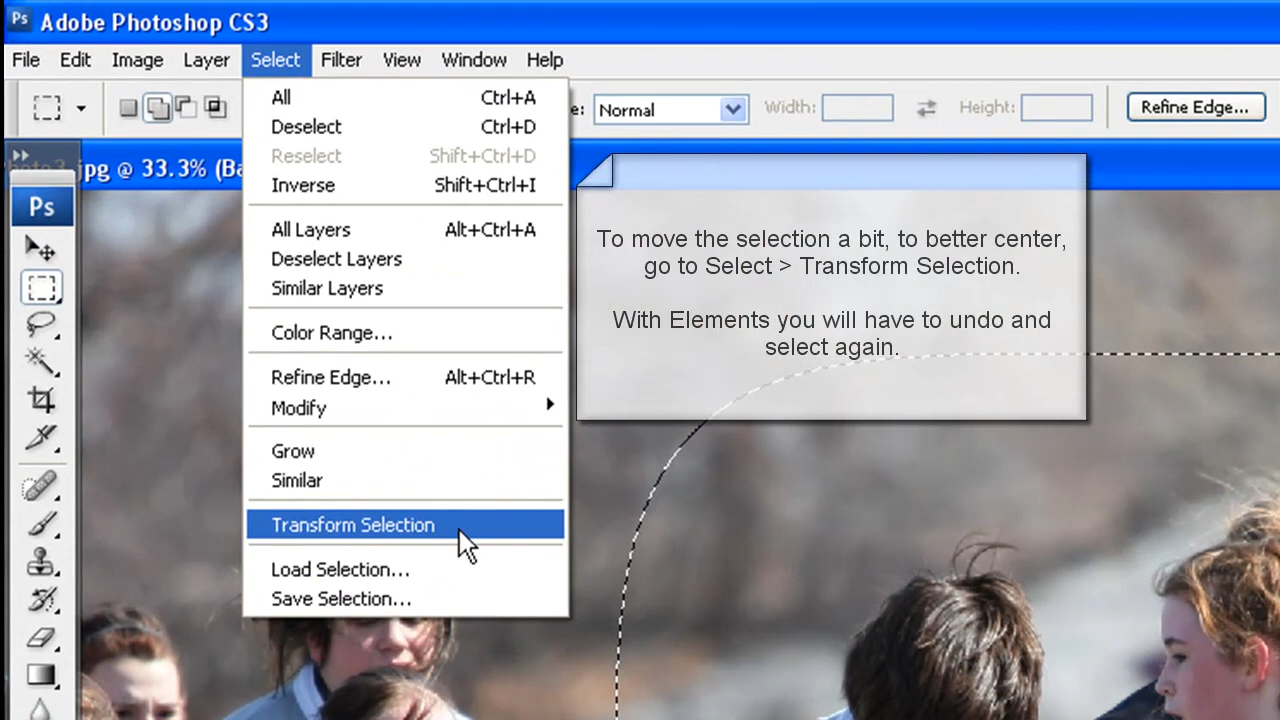 Ps Adobe Photoshop CS3
File Edit Image Layer Select Filter View Window Help
e: Normal Width: Height: Refine Edge...
jpg @ 33.3% (Ba
Ps
All Ctrl+A
Deselect Ctrl+D
Reselect Shift+Ctrl+D
Inverse Shift+Ctrl+I
All Layers Alt+Ctrl+A
Deselect Layers
Similar Layers
Color Range...
Refine Edge... Alt+Ctrl+R
Modify
Grow
Similar
Transform Selection
Load Selection...
Save Selection...
To move the selection a bit, to better center,
go to Select > Transform Selection.
With Elements you will have to undo and
select again.